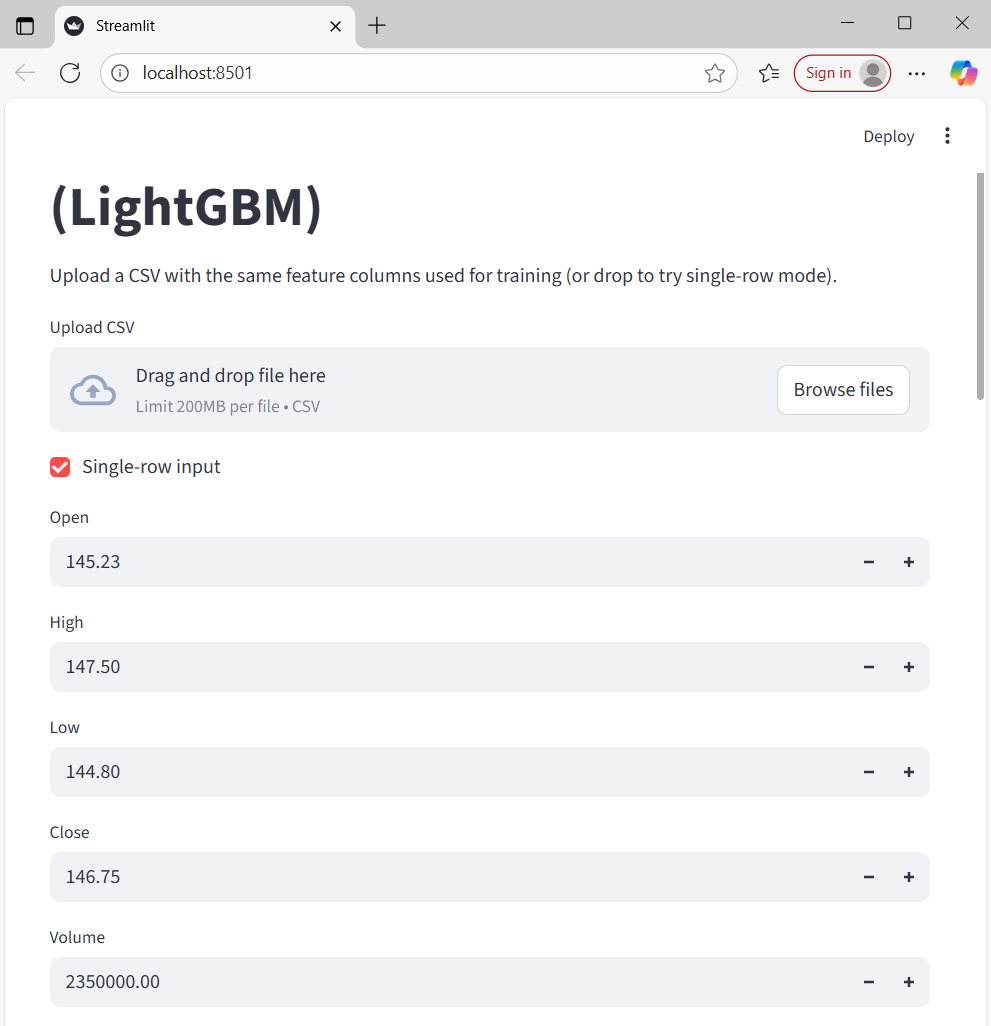 Streamlit
localhost:8501
Sign in
Deploy
(LightGBM)
Upload a CSV with the same feature columns used for training (or drop to try single-row mode).
Upload CSV
Drag and drop file here
Limit 200MB per file • CSV
Browse files
Single-row input
Open
145.23
High
147.50
Low
144.80
Close
146.75
Volume
2350000.00